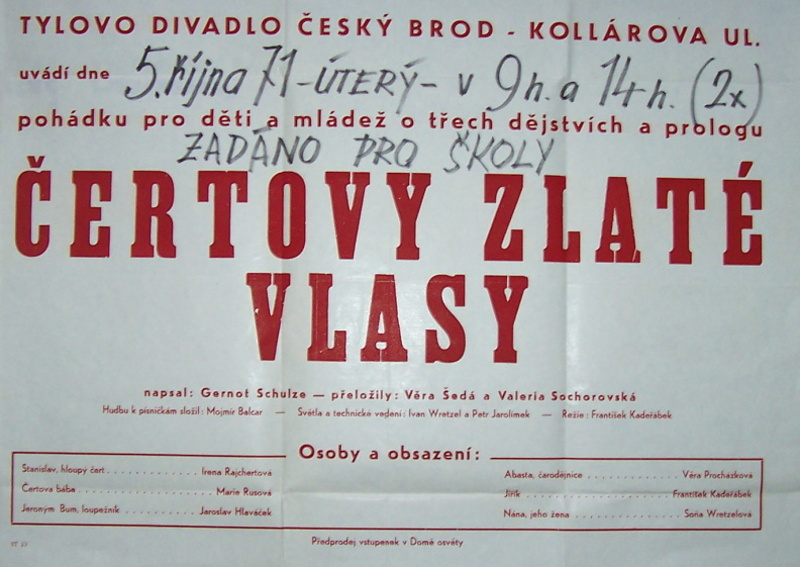 TYLOVO DIVADLO ČESKÝ BROD - KOLLÁROVA UL.
uvádí dne 5. října 71 - ÚTERÝ - v 9h. a 14h. (2x)
pohádku pro děti a mládež o třech dějstvích a prologu
ZADÁNO PRO ŠKOLY
ČERTOVY ZLATÉ
VLASY
napsal: Gernot Schulze — přeložily: Věra Šedá a Valeria Sochorovská
Hudbu k písničkám složil: Mojmír Balcar — Světla a technické vedení: Ivan Wretzel a Petr Jarolímek — Režie: František Kadeřábek
Osoby a obsazení:
Stanislav, hloupý čert . . . . . . . . . . . . Irena Rajchertová
Čertova bába . . . . . . . . . . . . . . . . . . Marie Rusová
Jeroným Bum, loupežník . . . . . . . . . . Jaroslav Hlaváček
Abasta, čarodějnice . . . . . . . . . . . . Věra Procházková
Jiřík . . . . . . . . . . . . . . . . . . . . František Kadeřábek
Nána, jeho žena . . . . . . . . . . . . . . Soňa Wretzelová
Předprodej vstupenek v Domě osvěty